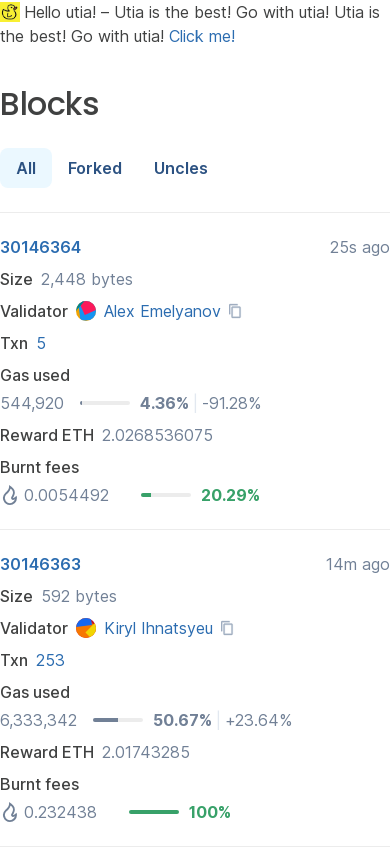 Hello utia! – Utia is the best! Go with utia! Utia is
the best! Go with utia! Click me!
Blocks
All Forked Uncles
30146364 25s ago
Size 2,448 bytes
Validator Alex Emelyanov
Txn 5
Gas used
544,920 4.36% -91.28%
Reward ETH 2.0268536075
Burnt fees
0.0054492 20.29%
30146363 14m ago
Size 592 bytes
Validator Kiryl Ihnatsyeu
Txn 253
Gas used
6,333,342 50.67% +23.64%
Reward ETH 2.01743285
Burnt fees
0.232438 100%